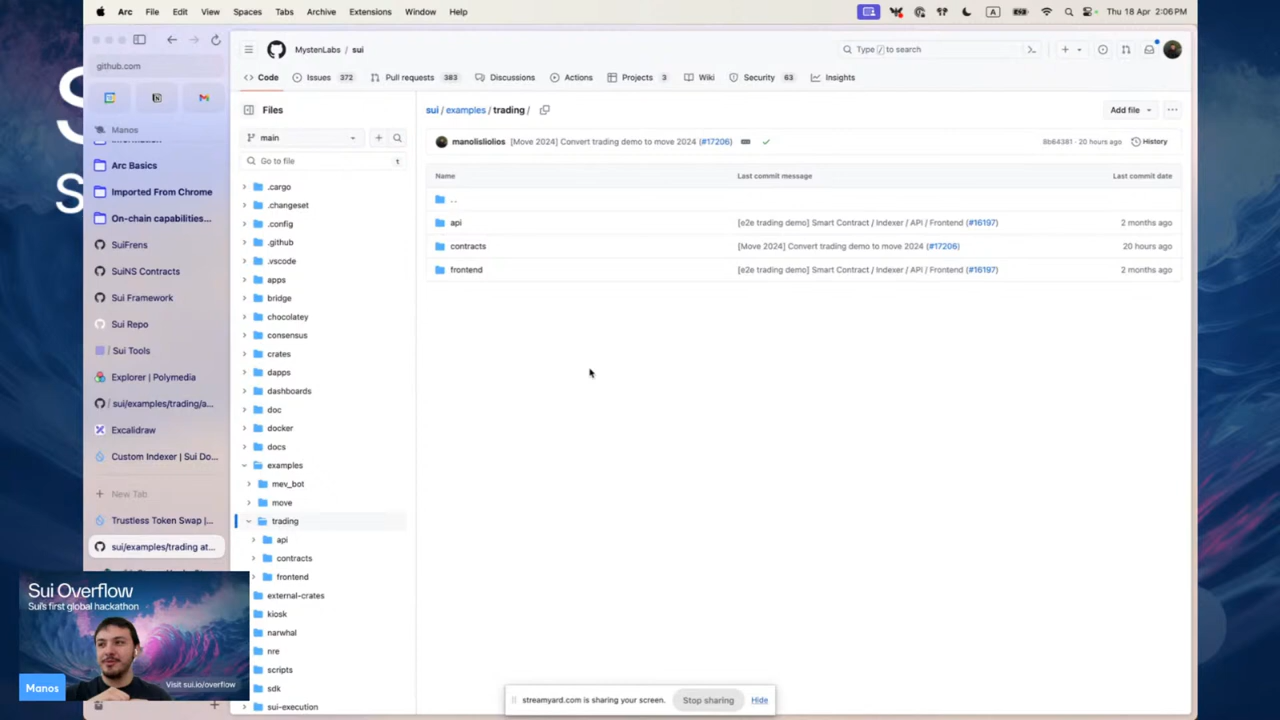 Arc File Edit View Spaces Tabs Archive Extensions Window Help
A Thu 18 Apr 2:06 PM
github.com
Manos
Arc Basics
Imported From Chrome
On-chain capabilities...
SuiFrens
SuiNS Contracts
Sui Framework
Sui Repo
/ Sui Tools
Explorer | Polymedia
/ sui/examples/trading/a...
Excalidraw
Custom Indexer | Sui Do...
New Tab
Trustless Token Swap |...
sui/examples/trading at...
MystenLabs / sui
Type / to search
Code Issues 372 Pull requests 383 Discussions Actions Projects 3 Wiki Security 63 Insights
Files
main
Go to file t
.cargo
.changeset
.config
.github
.vscode
apps
bridge
chocolatey
consensus
crates
dapps
dashboards
doc
docker
docs
examples
mev_bot
move
trading
api
contracts
frontend
external-crates
kiosk
narwhal
nre
scripts
sdk
sui-execution
sui / examples / trading /
Add file
manolisliolios [Move 2024] Convert trading demo to move 2024 (#17206)
8b64381 · 20 hours ago History
Name Last commit message Last commit date
..
api [e2e trading demo] Smart Contract / Indexer / API / Frontend (#16197) 2 months ago
contracts [Move 2024] Convert trading demo to move 2024 (#17206) 20 hours ago
frontend [e2e trading demo] Smart Contract / Indexer / API / Frontend (#16197) 2 months ago
Sui Overflow
Sui's first global hackathon
Manos
Visit sui.io/overflow
streamyard.com is sharing your screen. Stop sharing Hide